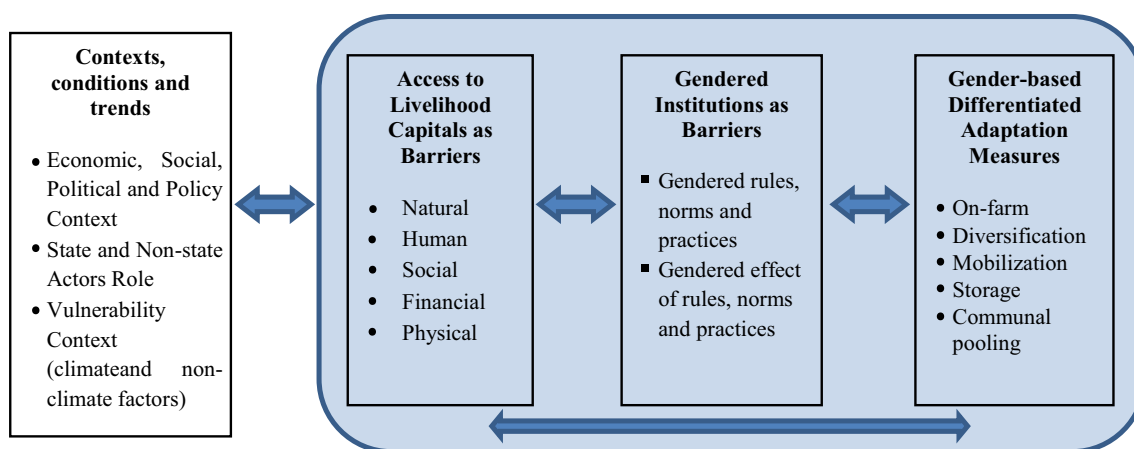 Contexts,
conditions and
trends
• Economic, Social,
Political and Policy
Context
• State and Non-state
Actors Role
• Vulnerability
Context
(climateand non-
climate factors)
Access to
Livelihood
Capitals as
Barriers
• Natural
• Human
• Social
• Financial
• Physical
Gendered
Institutions as
Barriers
▪ Gendered rules,
norms and
practices
▪ Gendered effect
of rules, norms
and practices
Gender-based
Differentiated
Adaptation
Measures
• On-farm
• Diversification
• Mobilization
• Storage
• Communal
pooling